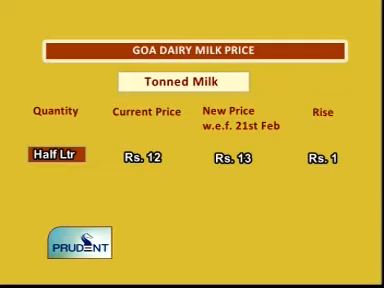 GOA DAIRY MILK PRICE
Tonned Milk
Quantity Current Price New Price Rise
w.e.f. 21st Feb
Half Ltr Rs. 12 Rs. 13 Rs. 1
PRUDENT